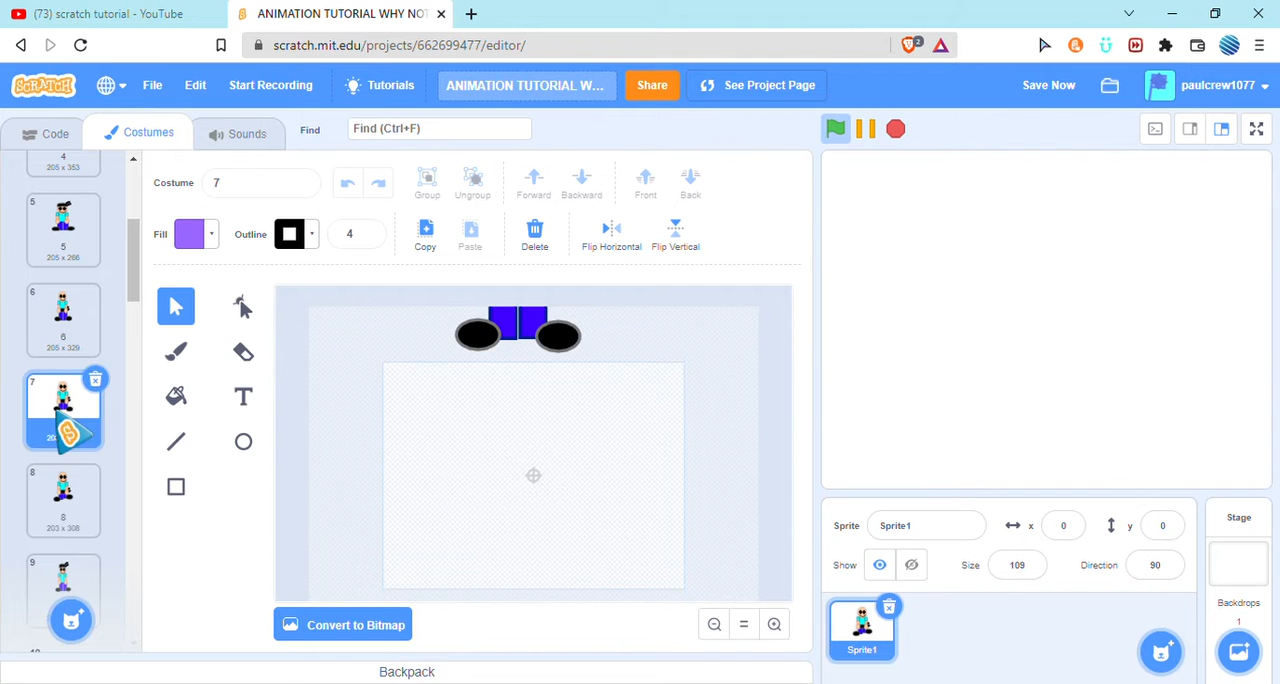 (73) scratch tutorial - YouTube
ANIMATION TUTORIAL WHY NOT
scratch.mit.edu/projects/662699477/editor/
2
SCRATCH
File
Edit
Start Recording
Tutorials
ANIMATION TUTORIAL W...
Share
See Project Page
Save Now
paulcrew1077
Code
Costumes
Sounds
Find
Find (Ctrl+F)
4
205 x 353
5
5
205 x 266
6
6
205 x 329
7
8
8
203 x 308
9
Costume
7
Group
Ungroup
Forward
Backward
Front
Back
Fill
Outline
4
Copy
Paste
Delete
Flip Horizontal
Flip Vertical
Convert to Bitmap
Backpack
Sprite
Sprite1
x
0
y
0
Show
Size
109
Direction
90
Sprite1
Stage
Backdrops
1